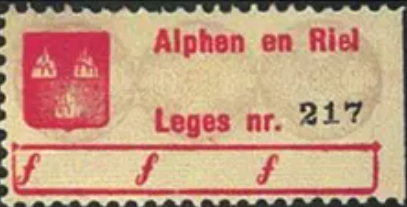 Alphen en Riel
Leges nr. 217
f f f